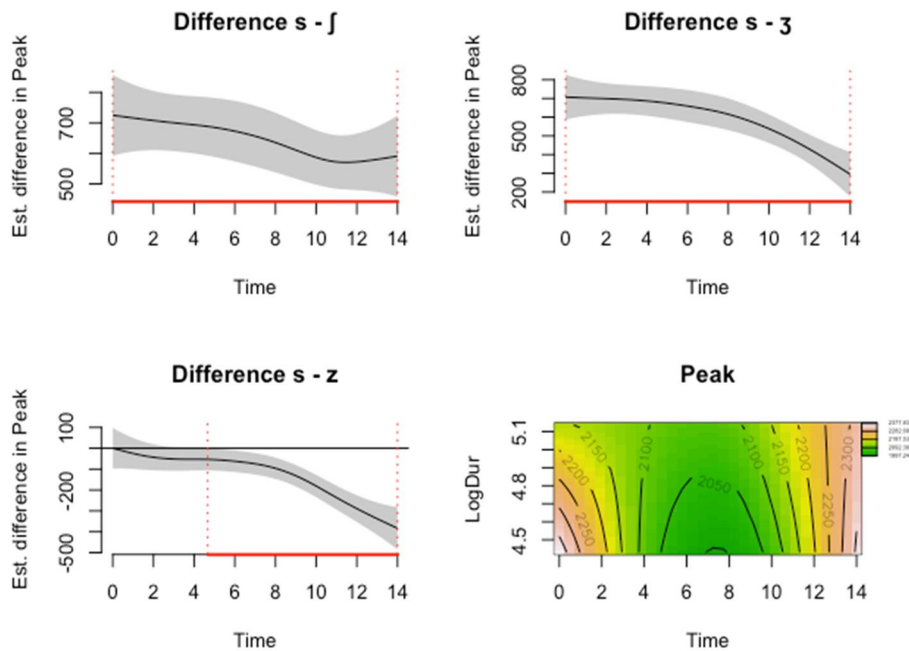 Difference s - ʃ
Est. difference in Peak
700
500
0 2 4 6 8 10 12 14
Time
Difference s - ʒ
Est. difference in Peak
800
500
200
0 2 4 6 8 10 12 14
Time
Difference s - z
Est. difference in Peak
100
-200
-500
0 2 4 6 8 10 12 14
Time
Peak
LogDur
5.1
4.8
4.5
2150
2200
2250
2100
2050
2100
2150
2200
2250
2300
0 2 4 6 8 10 12 14
Time